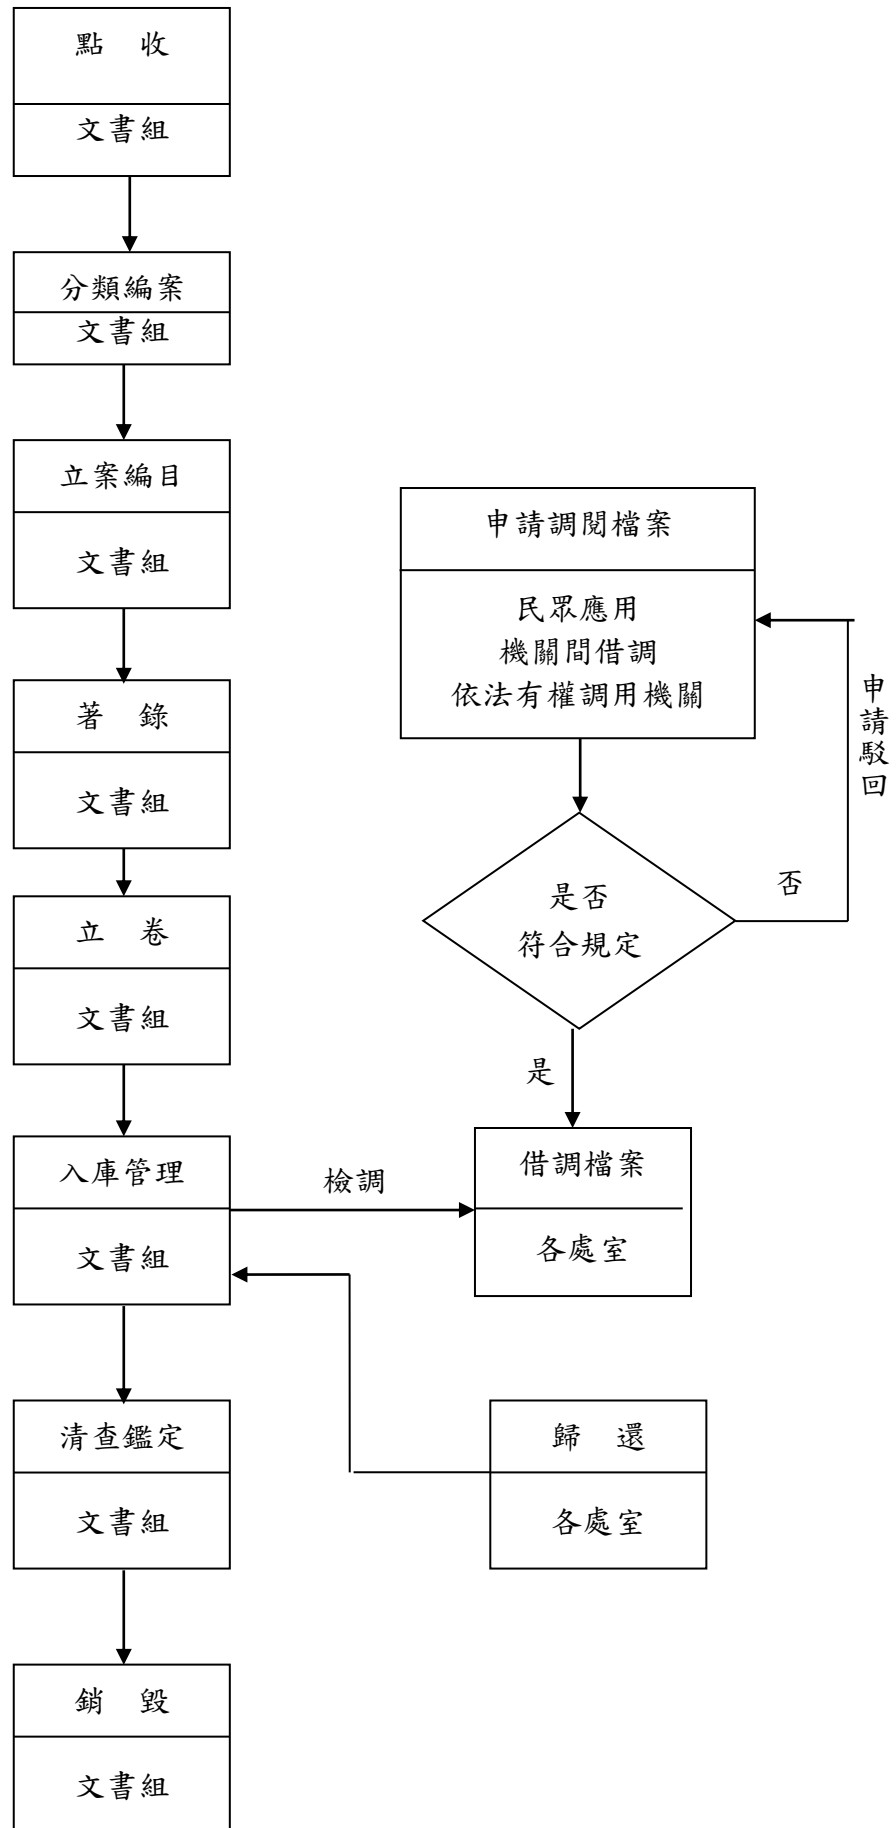 點　收
文書組
分類編案
文書組
立案編目
文書組
著　錄
文書組
立　卷
文書組
入庫管理
文書組
清查鑑定
文書組
銷　毀
文書組
申請調閱檔案
民眾應用
機關間借調
依法有權調用機關
申請駁回
是否
符合規定
否
是
檢調
借調檔案
各處室
歸　還
各處室